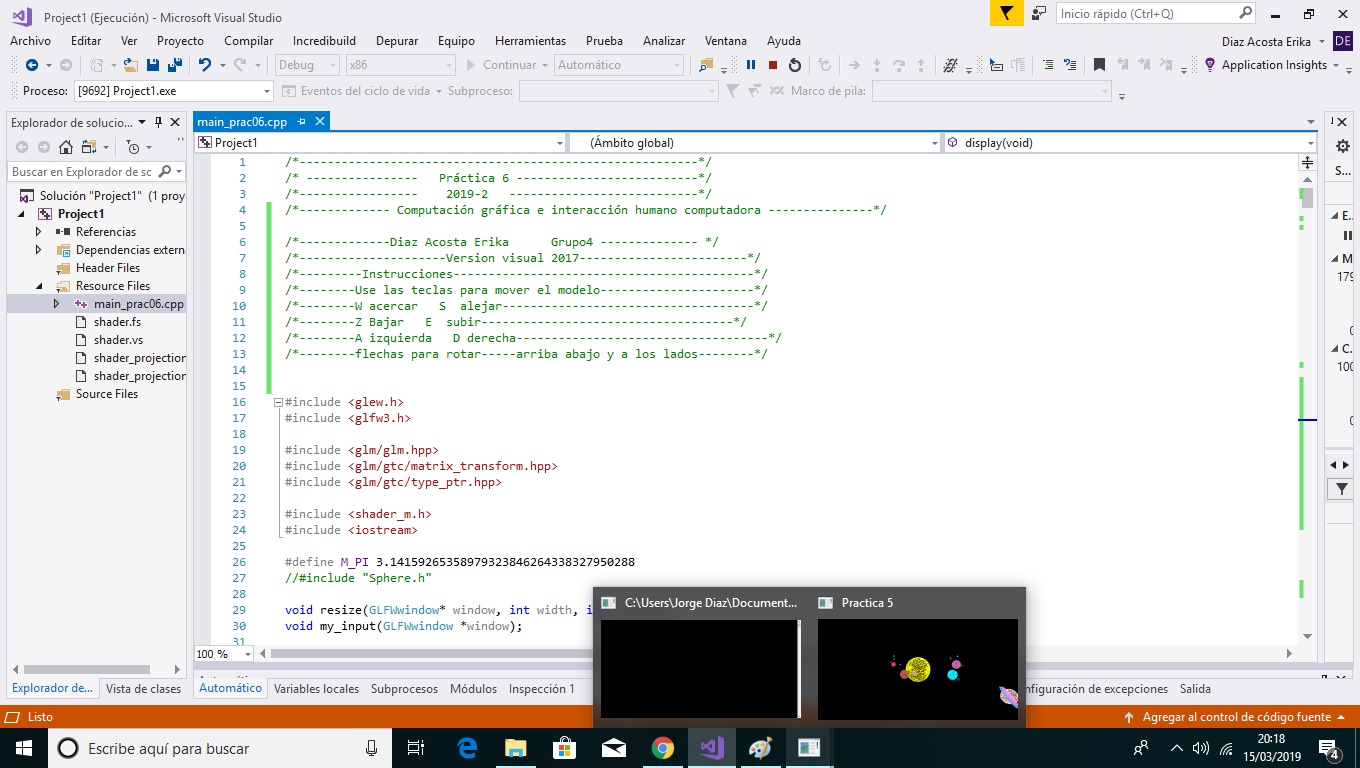 Project1 (Ejecución) - Microsoft Visual Studio
Inicio rápido (Ctrl+Q)
Archivo Editar Ver Proyecto Compilar Incredibuild Depurar Equipo Herramientas Prueba Analizar Ventana Ayuda
Diaz Acosta Erika DE
Debug x86 Continuar Automático Application Insights
Proceso: [9692] Project1.exe Eventos del ciclo de vida Subproceso: Marco de pila:
Explorador de solucio...
main_prac06.cpp
Project1 (Ámbito global) display(void)
Buscar en Explorador de sc
Solución "Project1" (1 proy
Project1
Referencias
Dependencias extern
Header Files
Resource Files
main_prac06.cpp
shader.fs
shader.vs
shader_projection
shader_projection
Source Files
1 /*---------------------------------------------------------*/
2 /* ---------------- Práctica 6 --------------------------*/
3 /*----------------- 2019-2 ---------------------------*/
4 /*------------- Computación gráfica e interacción humano computadora ---------------*/
5
6 /*-------------Diaz Acosta Erika Grupo4 -------------- */
7 /*---------------------Version visual 2017------------------------*/
8 /*---------Instrucciones-------------------------------------------*/
9 /*--------Use las teclas para mover el modelo----------------------*/
10 /*--------W acercar S alejar------------------------------------*/
11 /*--------Z Bajar E subir------------------------------------*/
12 /*--------A izquierda D derecha------------------------------------*/
13 /*--------flechas para rotar-----arriba abajo y a los lados--------*/
14
15
16 #include <glew.h>
17 #include <glfw3.h>
18
19 #include <glm/glm.hpp>
20 #include <glm/gtc/matrix_transform.hpp>
21 #include <glm/gtc/type_ptr.hpp>
22
23 #include <shader_m.h>
24 #include <iostream>
25
26 #define M_PI 3.14159265358979323846264338327950288
27 //#include "Sphere.h"
28
29 void resize(GLFWwindow* window, int width, i
30 void my_input(GLFWwindow *window);
31
100 %
S...
E...
M
179
0
C.
100
0
C:\Users\Jorge Diaz\Document...
Practica 5
Explorador de... Vista de clases
Automático Variables locales Subprocesos Módulos Inspección 1
nfiguración de excepciones Salida
Listo
Agregar al control de código fuente
Escribe aquí para buscar
20:18
15/03/2019
4